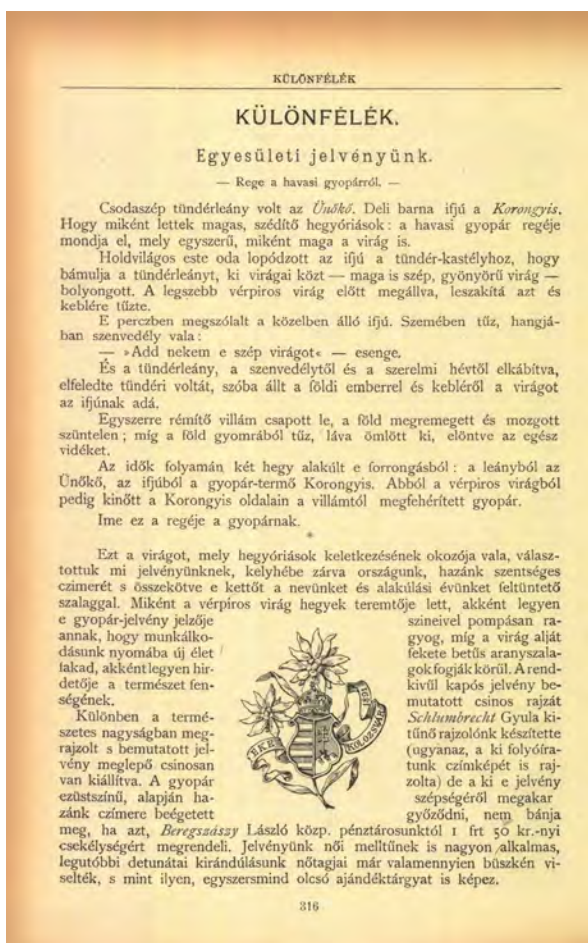 KÜLÖNFÉLÉK
KÜLÖNFÉLÉK.
Egyesületi jelvényünk.
— Rege a havasi gyopárról. —
Csodaszép tündérleány volt az Ünőkő. Deli barna ifjú a Korongyis.
Hogy miként lettek magas, szédítő hegyóriások: a havasi gyopár regéje
mondja el, mely egyszerű, miként maga a virág is.
Holdvilágos este oda lopódzott az ifjú a tündér-kastélyhoz, hogy
bámulja a tündérleányt, ki virágai közt — maga is szép, gyönyörű virág —
bolyongott. A legszebb vérpiros virág előtt megállva, leszakítá azt és
keblére tűzte.
E perczben megszólalt a közelben álló ifjú. Szemében tűz, hangjá-
ban szenvedély vala:
— »Add nekem e szép virágot« — esenge.
És a tündérleány, a szenvedélytől és a szerelmi hévtől elkábítva,
elfeledte tündéri voltát, szóba állt a földi emberrel és kebléről a virágot
az ifjúnak adá.
Egyszerre rémítő villám csapott le, a föld megremegett és mozgott
szüntelen; míg a föld gyomrából tűz, láva ömlött ki, elöntve az egész
vidéket.
Az idők folyamán két hegy alakúlt e forrongásból: a leányból az
Ünőkő, az ifjúból a gyopár-termő Korongyis. Abból a vérpiros virágból
pedig kinőtt a Korongyis oldalain a villámtól megfehérített gyopár.
Ime ez a regéje a gyopárnak.
*
Ezt a virágot, mely hegyóriások keletkezésének okozója vala, válasz-
tottuk mi jelvényünknek, kelyhébe zárva országunk, hazánk szentséges
czimerét s összekötve e kettőt a nevünket és alakúlási évünket feltüntető
szalaggal. Miként a vérpiros virág hegyek teremtője lett, akként legyen
e gyopár-jelvény jelzője
annak, hogy munkálko-
dásunk nyomába új élet
fakad, akként legyen hir-
detője a természet fen-
ségének.
Különben a termé-
szetes nagyságban meg-
rajzolt s bemutatott jel-
vény meglepő csinosan
van kiállítva. A gyopár
ezüstszínű, alapján ha-
zánk czímere beégetett
EKE
KOLOZSVÁR
1891
szineivel pompásan ra-
gyog, míg a virág alját
fekete betűs aranyszala-
gok fogják körül. A rend-
kivűl kapós jelvény be-
mutatott csinos rajzát
Schlumbrecht Gyula ki-
tűnő rajzolónk készítette
(ugyanaz, a ki folyóira-
tunk czímképét is raj-
zolta) de a ki e jelvény
szépségéről megakar
győződni, nem bánja
meg, ha azt, Beregszászy László közp. pénztárosunktól 1 frt 50 kr.-nyi
csekélységért megrendeli. Jelvényünk női melltűnek is nagyon alkalmas,
legutóbbi detunátai kirándúlásunk nőtagjai már valamennyien büszkén vi-
selték, s mint ilyen, egyszersmind olcsó ajándéktárgyat is képez.
316